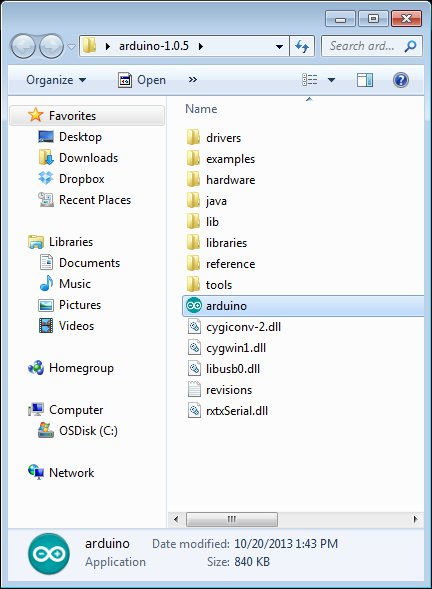 arduino-1.0.5
Search ard...
Organize Open »
Favorites
Desktop
Downloads
Dropbox
Recent Places
Libraries
Documents
Music
Pictures
Videos
Homegroup
Computer
OSDisk (C:)
Network
Name
drivers
examples
hardware
java
lib
libraries
reference
tools
arduino
cygiconv-2.dll
cygwin1.dll
libusb0.dll
revisions
rxtxSerial.dll
arduino Date modified: 10/20/2013 1:43 PM
Application Size: 840 KB